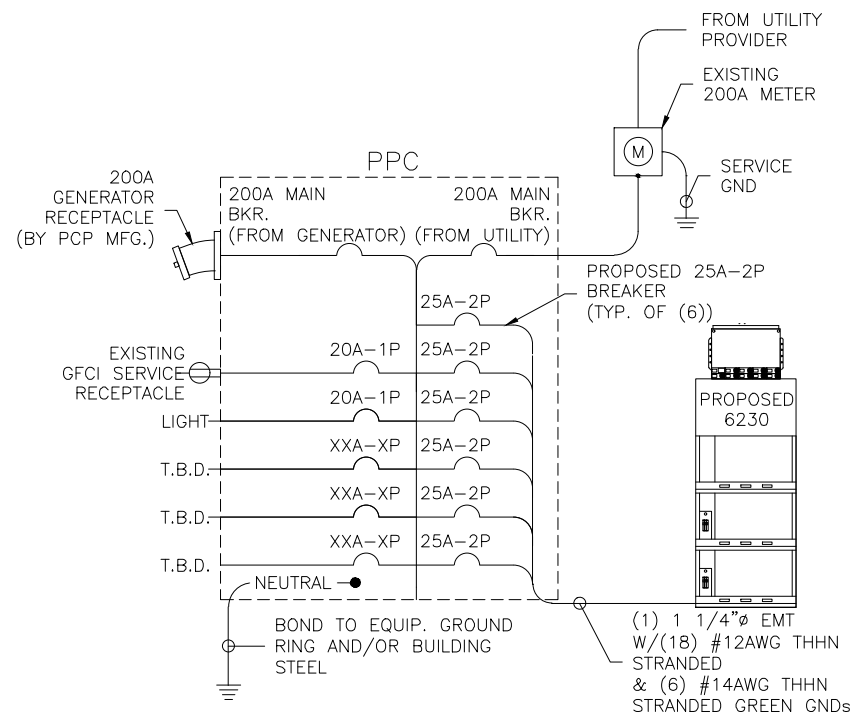 FROM UTILITY
PROVIDER
EXISTING
200A METER
M
SERVICE
GND
PPC
200A
GENERATOR
RECEPTACLE
(BY PCP MFG.)
200A MAIN
BKR.
(FROM GENERATOR)
200A MAIN
BKR.
(FROM UTILITY)
PROPOSED 25A-2P
BREAKER
(TYP. OF (6))
25A-2P
EXISTING
GFCI SERVICE
RECEPTACLE
20A-1P
25A-2P
LIGHT
20A-1P
25A-2P
T.B.D.
XXA-XP
25A-2P
T.B.D.
XXA-XP
25A-2P
T.B.D.
XXA-XP
25A-2P
PROPOSED
6230
NEUTRAL
BOND TO EQUIP. GROUND
RING AND/OR BUILDING
STEEL
(1) 1 1/4"ø EMT
W/(18) #12AWG THHN
STRANDED
& (6) #14AWG THHN
STRANDED GREEN GNDs